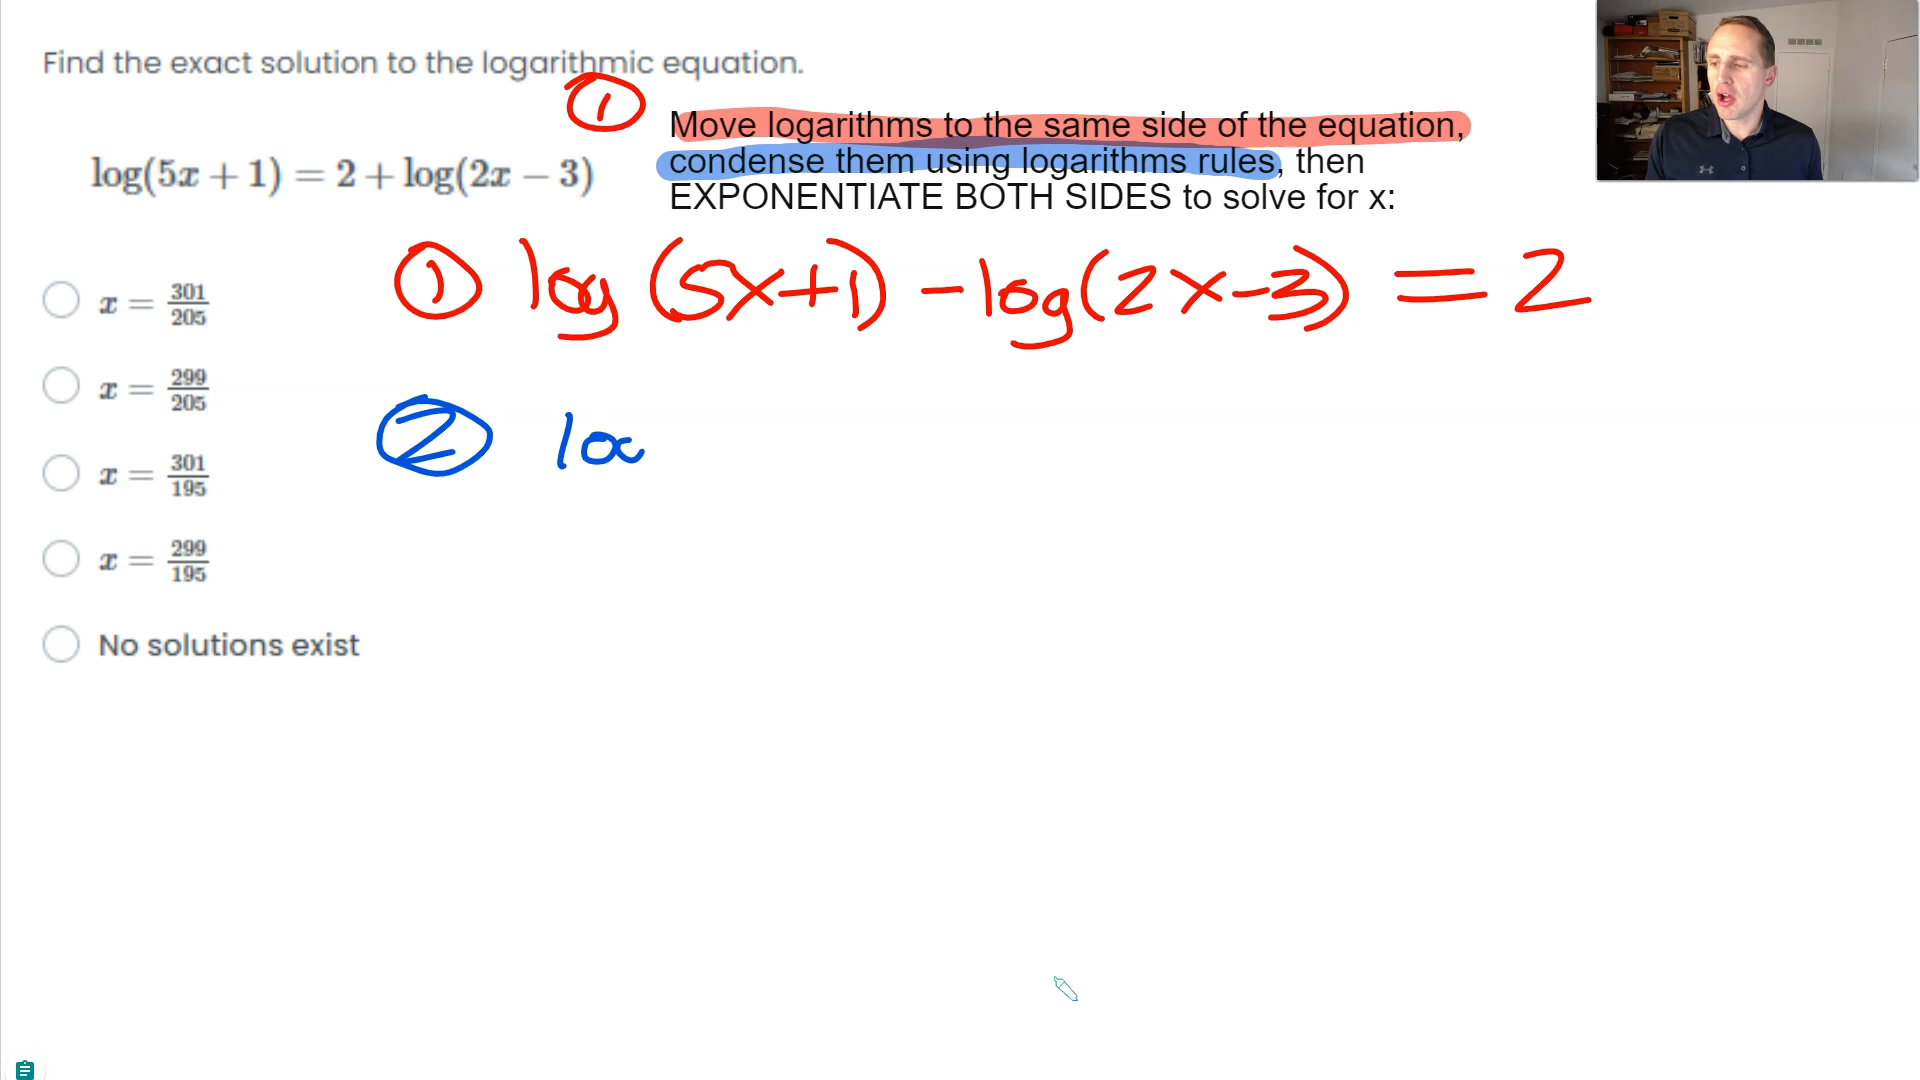 Find the exact solution to the logarithmic equation.
①
Move logarithms to the same side of the equation,
condense them using logarithms rules, then
EXPONENTIATE BOTH SIDES to solve for x:
log(5x + 1) = 2 + log(2x − 3)
① log (5x+1) - log(2x-3) = 2
② loc
x = 301/205
x = 299/205
x = 301/195
x = 299/195
No solutions exist